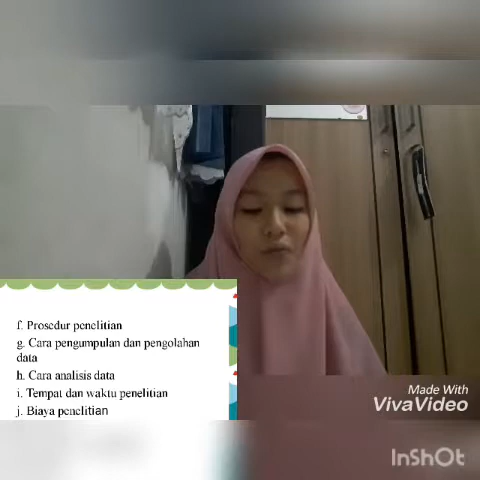 f. Prosedur penelitian
g. Cara pengumpulan dan pengolahan
data
h. Cara analisis data
i. Tempat dan waktu penelitian
j. Biaya penelitian
Made With
VivaVideo
InShOt